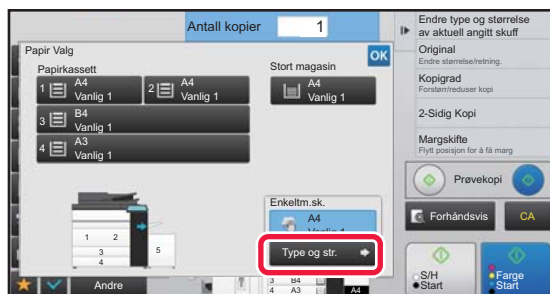 Antall kopier 1
Papir Valg
OK
Papirkassett
Stort magasin
1 A4
Vanlig 1
2 A4
Vanlig 1
A4
Vanlig 1
3 B4
Vanlig 1
4 A3
Vanlig 1
1 2
3
4
5
Enkeltm.sk.
A4
Vanlig 1
Type og str.
Andre
3 B4
4 A3 A4
Endre type og størrelse
av aktuell angitt skuff
Original
Endre størrelse/retning.
Kopigrad
Forstørr/reduser kopi
2-Sidig Kopi
Margskifte
Flytt posisjon for å få marg
Prøvekopi
Forhåndsvis
CA
S/H
Start
Farge
Start